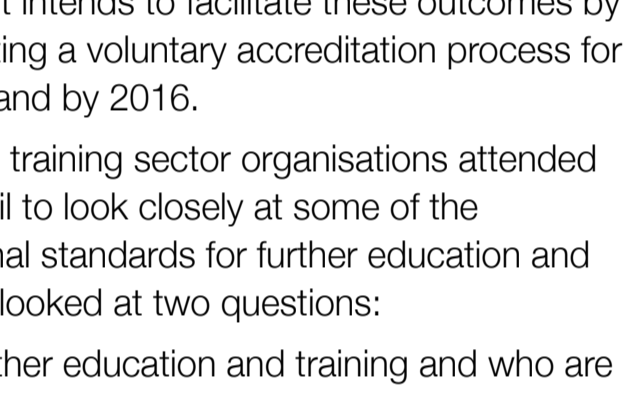 t intends to facilitate these outcomes by
ing a voluntary accreditation process for
and by 2016.
training sector organisations attended
il to look closely at some of the
nal standards for further education and
looked at two questions:
ther education and training and who are